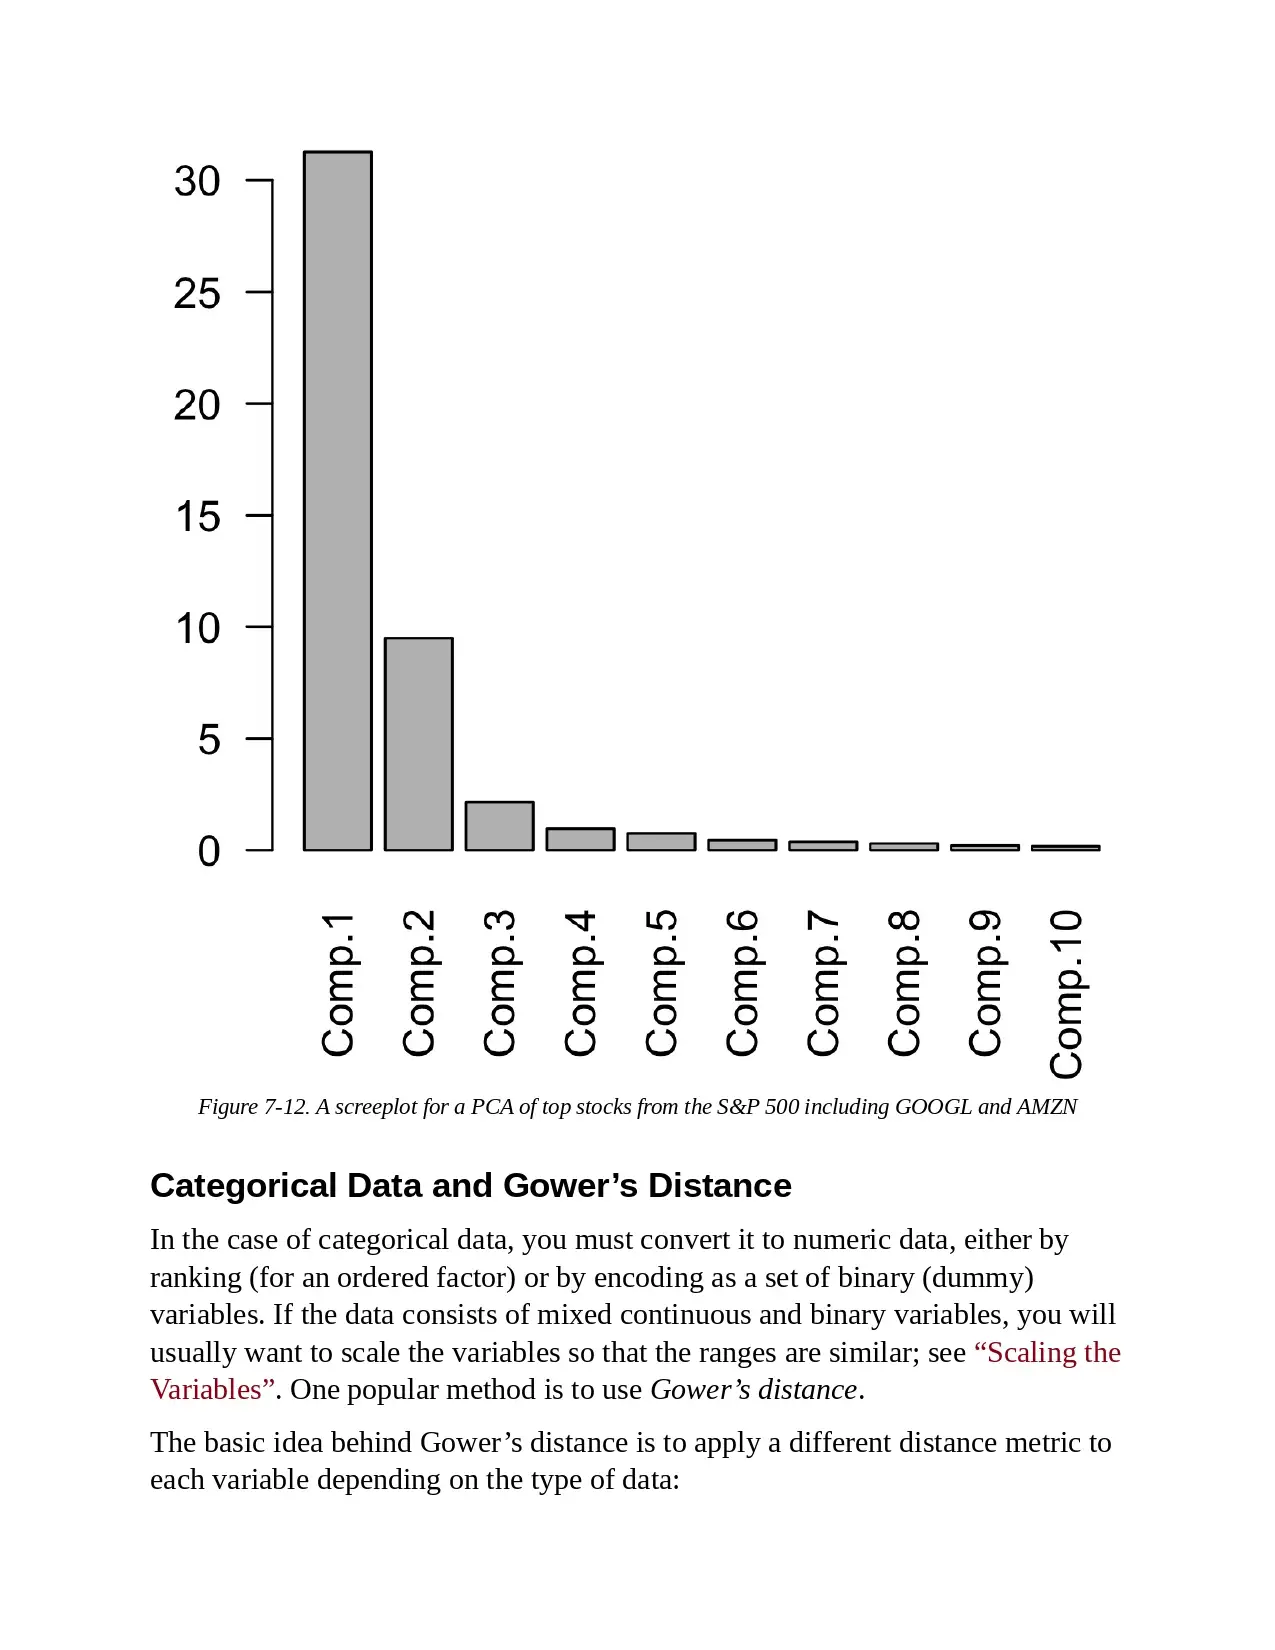 30
25
20
15
10
5
0
Comp.1
Comp.2
Comp.3
Comp.4
Comp.5
Comp.6
Comp.7
Comp.8
Comp.9
Comp.10
Figure 7-12. A screeplot for a PCA of top stocks from the S&P 500 including GOOGL and AMZN
Categorical Data and Gower’s Distance
In the case of categorical data, you must convert it to numeric data, either by
ranking (for an ordered factor) or by encoding as a set of binary (dummy)
variables. If the data consists of mixed continuous and binary variables, you will
usually want to scale the variables so that the ranges are similar; see “Scaling the
Variables”. One popular method is to use Gower’s distance.
The basic idea behind Gower’s distance is to apply a different distance metric to
each variable depending on the type of data: